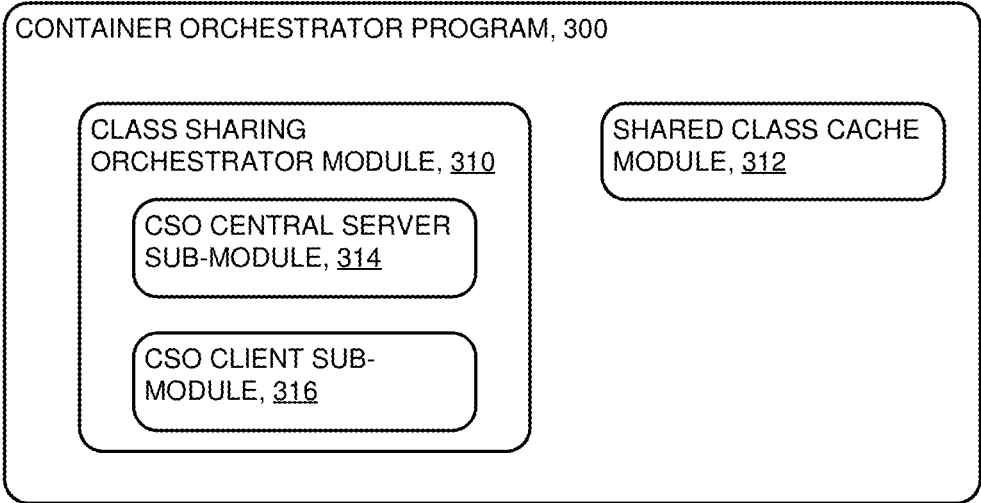 CONTAINER ORCHESTRATOR PROGRAM, 300
CLASS SHARING
ORCHESTRATOR MODULE, 310
SHARED CLASS CACHE
MODULE, 312
CSO CENTRAL SERVER
SUB-MODULE, 314
CSO CLIENT SUB-
MODULE, 316